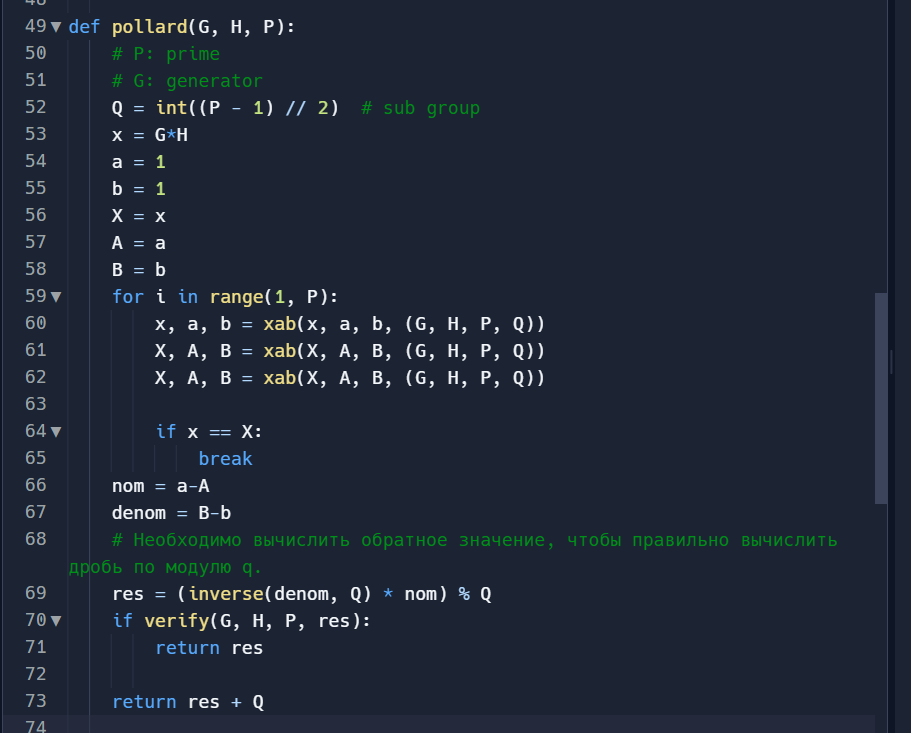 48
49 def pollard(G, H, P):
50     # P: prime
51     # G: generator
52     Q = int((P - 1) // 2)  # sub group
53     x = G*H
54     a = 1
55     b = 1
56     X = x
57     A = a
58     B = b
59     for i in range(1, P):
60         x, a, b = xab(x, a, b, (G, H, P, Q))
61         X, A, B = xab(X, A, B, (G, H, P, Q))
62         X, A, B = xab(X, A, B, (G, H, P, Q))
63
64         if x == X:
65             break
66     nom = a-A
67     denom = B-b
68     # Необходимо вычислить обратное значение, чтобы правильно вычислить
дробь по модулю q.
69     res = (inverse(denom, Q) * nom) % Q
70     if verify(G, H, P, res):
71         return res
72
73     return res + Q
74